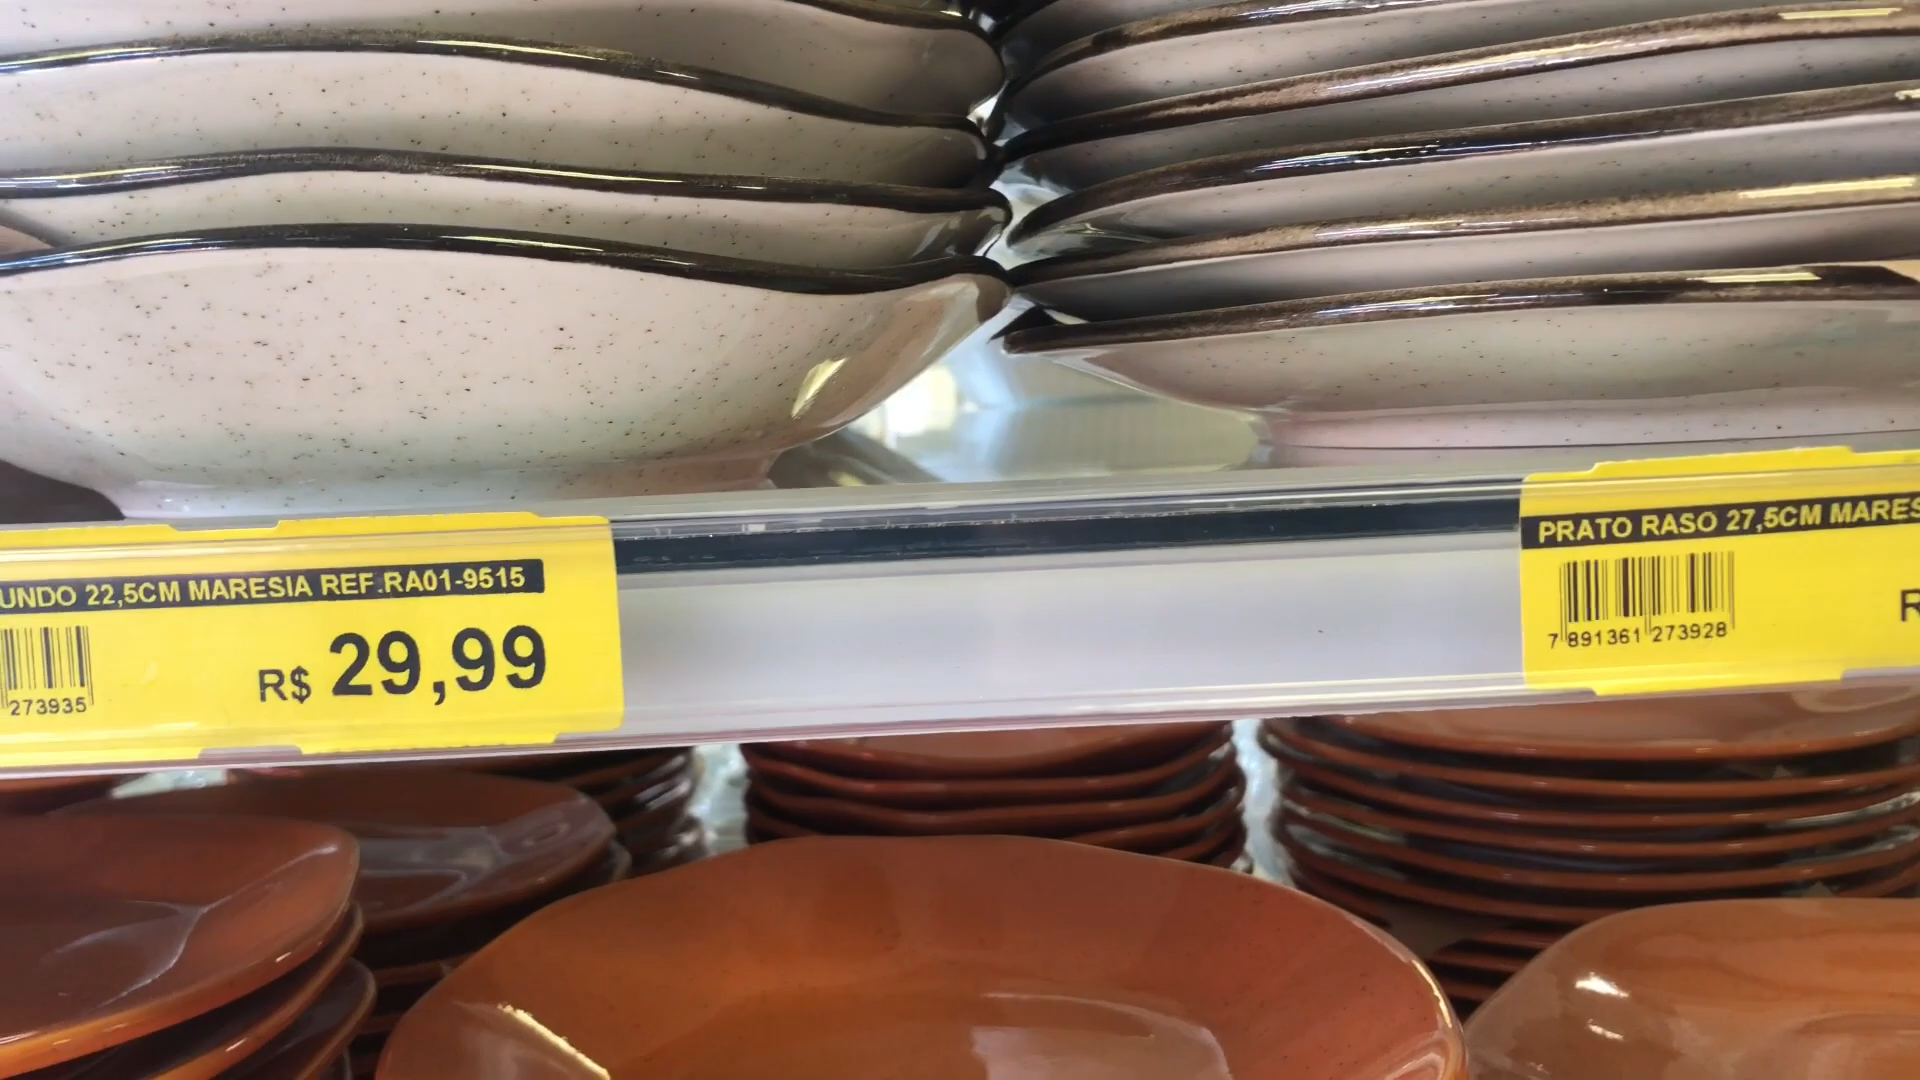 UNDO 22,5CM MARESIA REF.RA01-9515
273935
R$ 29,99
PRATO RASO 27,5CM MARES
7 891361 273928
R